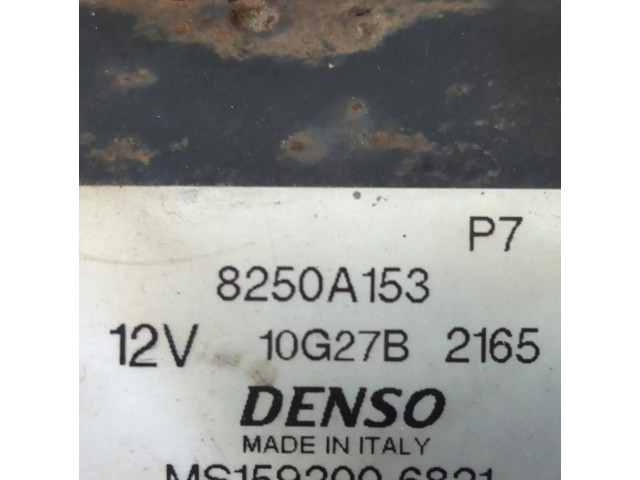 P7
8250A153
12V 10G27B 2165
DENSO
MADE IN ITALY
MS159200-6821